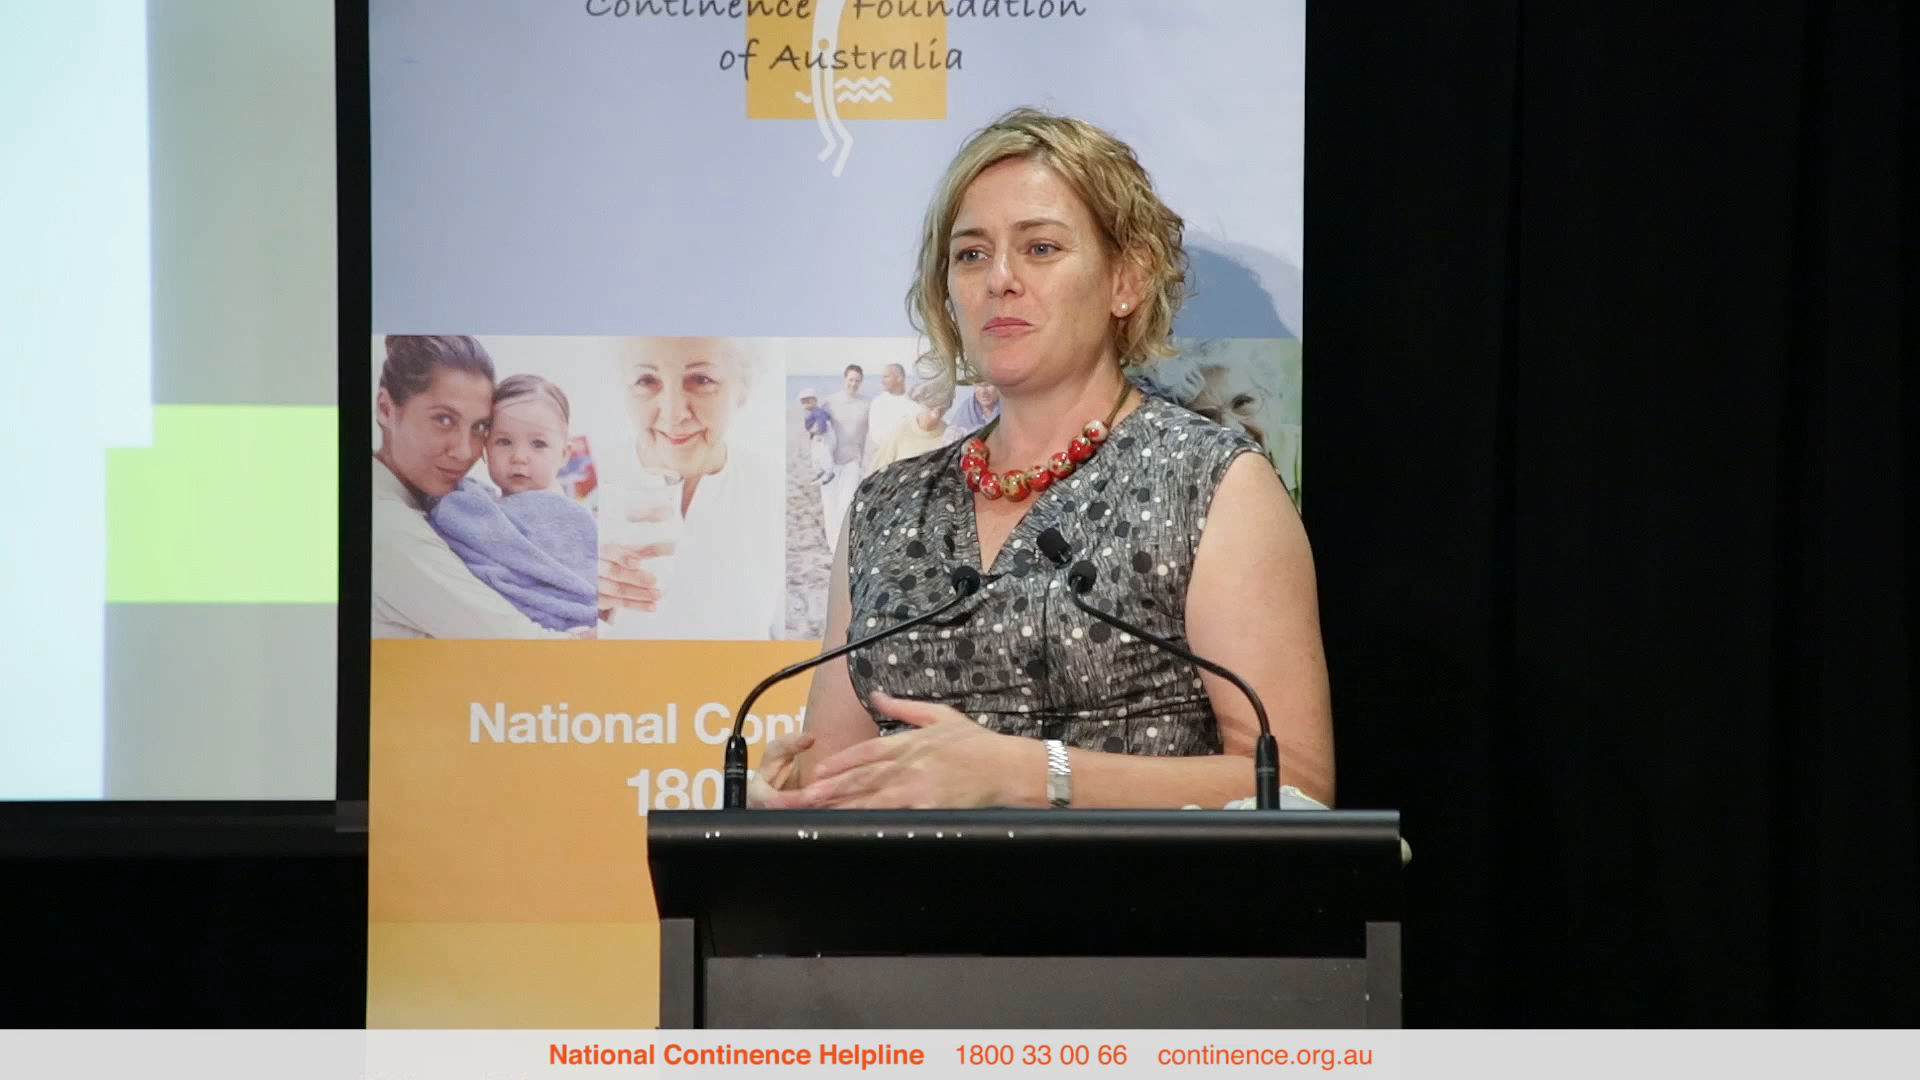 Continence Foundation
of Australia
National Cont
180
National Continence Helpline 1800 33 00 66 continence.org.au